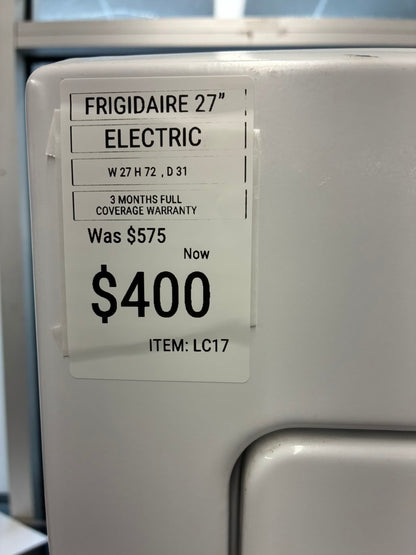 FRIGIDAIRE 27”
ELECTRIC
W 27 H 72 , D 31
3 MONTHS FULL
COVERAGE WARRANTY
Was $575
Now
$400
ITEM: LC17